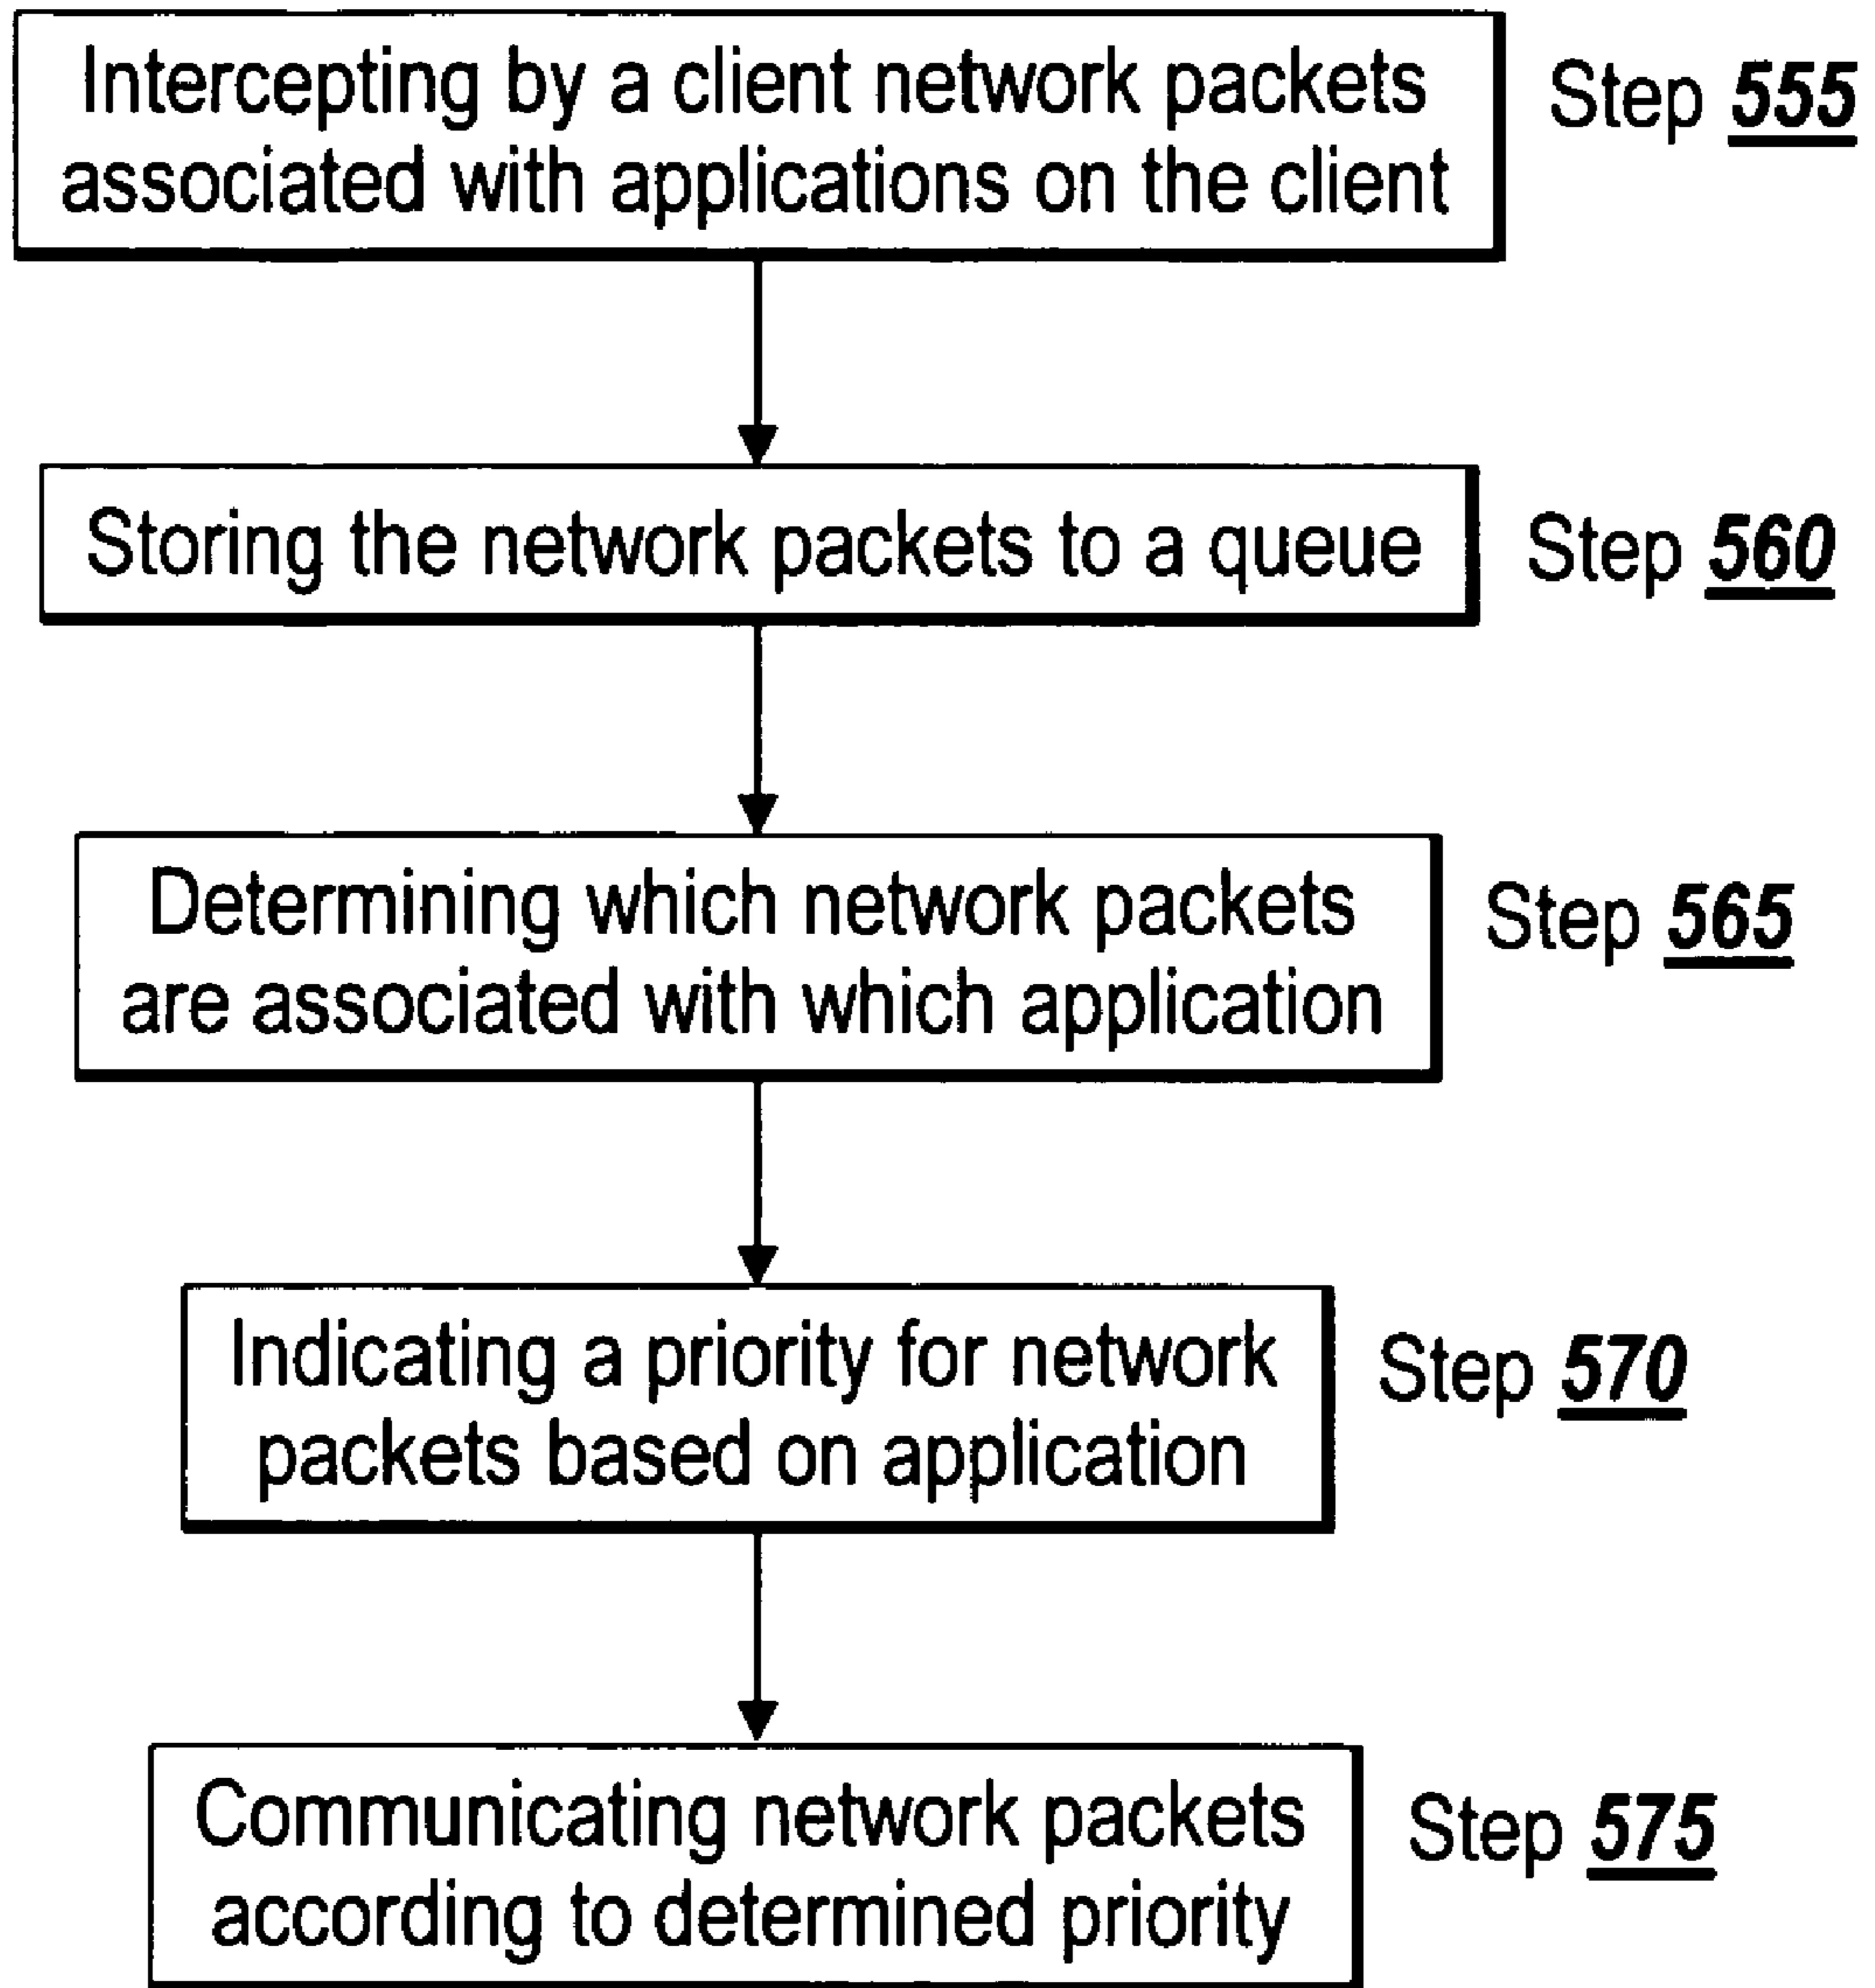 Intercepting by a client network packets
associated with applications on the client
Step 555
Storing the network packets to a queue
Step 560
Determining which network packets
are associated with which application
Step 565
Indicating a priority for network
packets based on application
Step 570
Communicating network packets
according to determined priority
Step 575